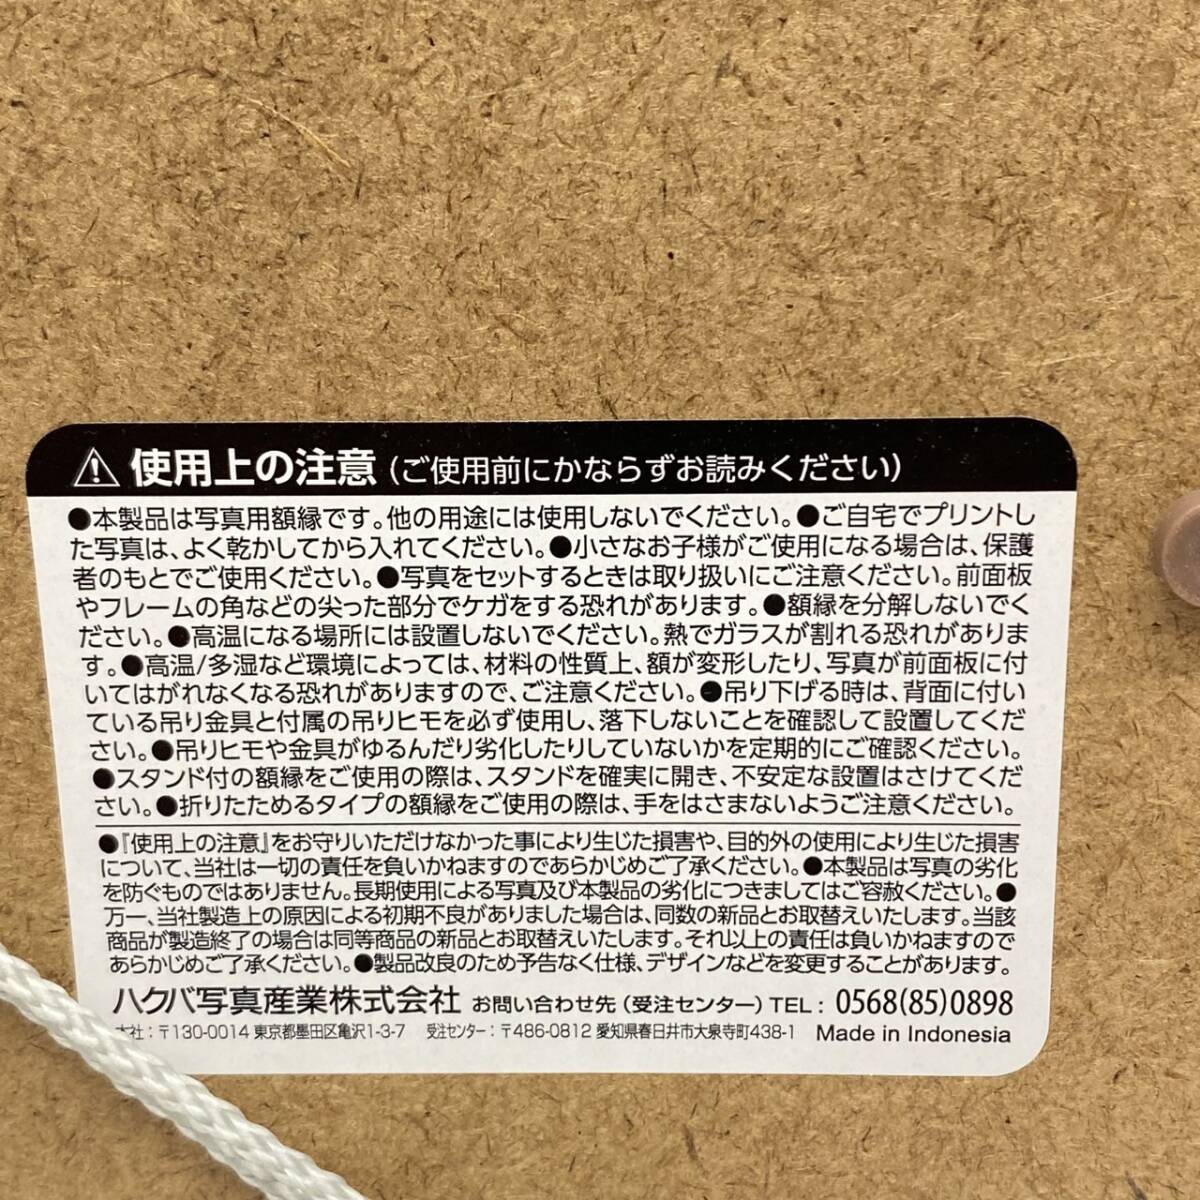 使用上の注意(ご使用前にかならずお読みください)
●本製品は写真用額縁です。他の用途には使用しないでください。●ご自宅でプリントし
た写真は、よく乾かしてから入れてください。●小さなお子様がご使用になる場合は、保護
者のもとでご使用ください。●写真をセットするときは取り扱いにご注意ください。前面板
やフレームの角などの尖った部分でケガをする恐れがあります。●額縁を分解しないでく
ださい。●高温になる場所には設置しないでください。熱でガラスが割れる恐れがありま
す。●高温/多湿など環境によっては、材料の性質上、額が変形したり、写真が前面板に付
いてはがれなくなる恐れがありますので、ご注意ください。●吊り下げる時は、背面に付い
ている吊り金具と付属の吊りヒモを必ず使用し、落下しないことを確認して設置してくだ
さい。●吊りヒモや金具がゆるんだり劣化したりしていないかを定期的にご確認ください。
●スタンド付の額縁をご使用の際は、スタンドを確実に開き、不安定な設置はさけてくだ
さい。●折りたためるタイプの額縁をご使用の際は、手をはさまないようご注意ください。
●『使用上の注意』をお守りいただけなかった事により生じた損害や、目的外の使用により生じた損害
について、当社は一切の責任を負いかねますのであらかじめご了承ください。●本製品は写真の劣化
を防ぐものではありません。長期使用による写真及び本製品の劣化につきましてはご容赦ください。●
万一、当社製造上の原因による初期不良がありました場合は、同数の新品とお取替えいたします。当該
商品が製造終了の場合は同等商品の新品とお取替えいたします。それ以上の責任は負いかねますので
あらかじめご了承ください。●製品改良のため予告なく仕様、デザインなどを変更することがあります。
ハクバ写真産業株式会社 お問い合わせ先(受注センター)TEL:0568(85)0898
本社:〒130-0014 東京都墨田区亀沢1-3-7 受注センター:〒486-0812 愛知県春日井市大泉寺町438-1 Made in Indonesia